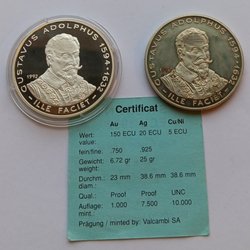 GUSTAVUS ADOLPHUS 1594-1632
1992
ILLE FACIET
GUSTAVUS ADOLPHUS 1594-1632
ILLE FACIET
Certificat
Au Ag Cu/Ni
Wert: 150 ECU 20 ECU 5 ECU
value:
fein/fine: .750 .925
Gewicht: 6.72 gr 25 gr
weight:
Durchm.: 23 mm 38.6 mm 38.6 mm
diam.:
Qual.: Proof Proof UNC
Auflage: 1.000 7.500 10.000
Prägung / minted by: Valcambi SA